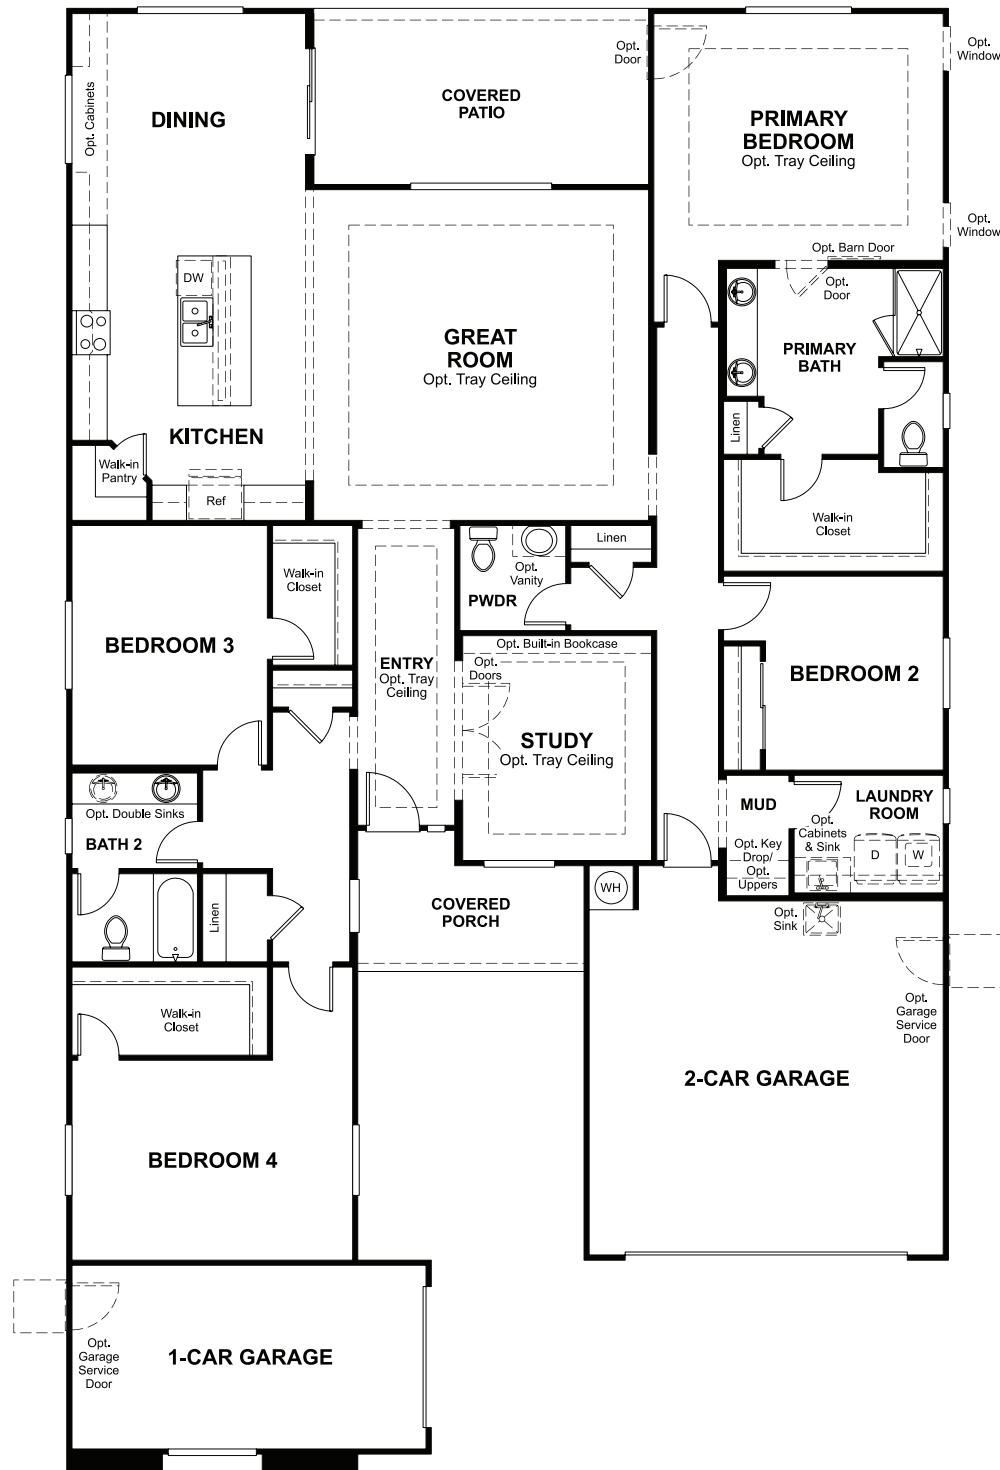 Opt.
Door
Opt.
Window
Opt. Cabinets
DINING
COVERED
PATIO
PRIMARY
BEDROOM
Opt. Tray Ceiling
Opt.
Window
Opt. Barn Door
Opt.
Door
DW
GREAT
ROOM
Opt. Tray Ceiling
PRIMARY
BATH
KITCHEN
Linen
Walk-in
Pantry
Ref
Walk-in
Closet
Linen
Opt.
Vanity
PWDR
Walk-in
Closet
BEDROOM 3
ENTRY
Opt. Tray
Ceiling
Opt. Built-in Bookcase
Opt.
Doors
BEDROOM 2
STUDY
Opt. Tray Ceiling
Opt. Double Sinks
BATH 2
MUD
Opt. Key
Drop/
Opt.
Uppers
Opt.
Cabinets
& Sink
LAUNDRY
ROOM
D
W
WH
Linen
COVERED
PORCH
Opt.
Sink
Walk-in
Closet
Opt.
Garage
Service
Door
2-CAR GARAGE
BEDROOM 4
Opt.
Garage
Service
Door
1-CAR GARAGE